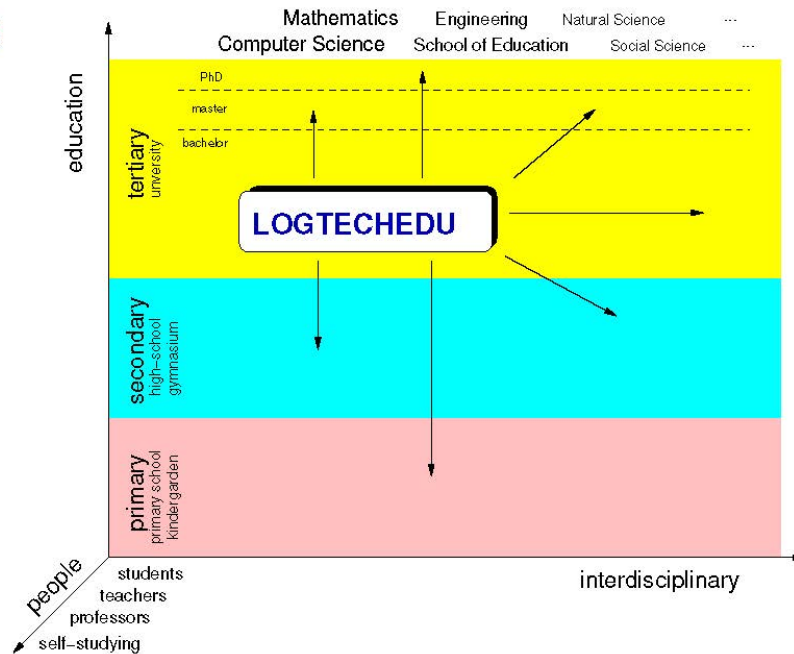 Mathematics Engineering Natural Science ...
Computer Science School of Education Social Science ...
education
PhD
master
bachelor
tertiary
unversity
LOGTECHEDU
secondary
high-school
gymnasium
primary
primary school
kindergarden
people
students
teachers
professors
self-studying
interdisciplinary